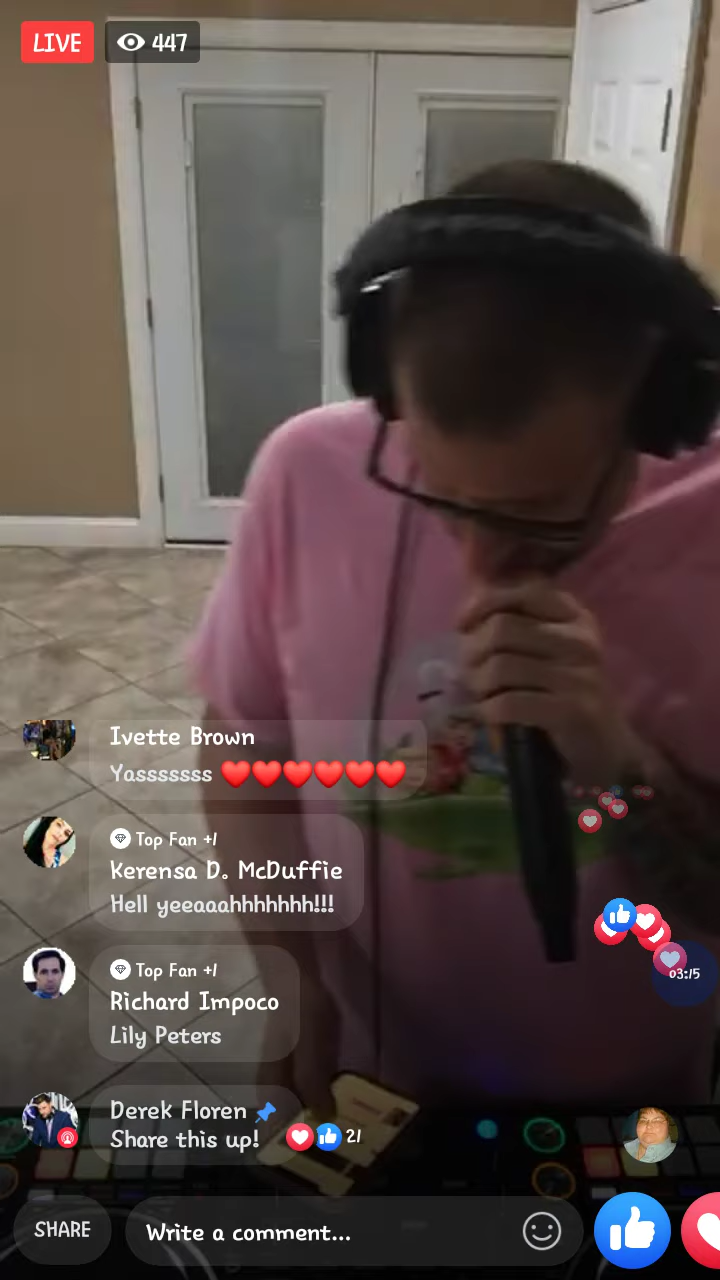 LIVE 447
Ivette Brown
Yasssssss ❤️❤️❤️❤️❤️❤️
Top Fan +1
Kerensa D. McDuffie
Hell yeeaaahhhhhhh!!!
Top Fan +1
Richard Impoco
Lily Peters
03:15
Derek Floren 📌
Share this up! 21
SHARE
Write a comment...